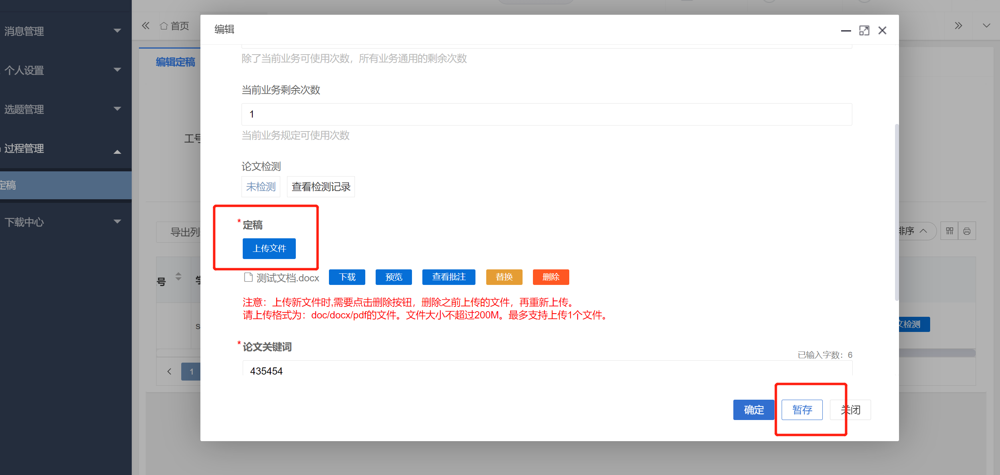 消息管理
个人设置
选题管理
过程管理
定稿
下载中心
首页
编辑定稿
工号
导出列
号
学
s
1
编辑
除了当前业务可使用次数，所有业务通用的剩余次数
当前业务剩余次数
1
当前业务规定可使用次数
论文检测
未检测 查看检测记录
*定稿
上传文件
测试文档.docx 下载 预览 查看批注 替换 删除
注意：上传新文件时,需要点击删除按钮，删除之前上传的文件，再重新上传。
请上传格式为：doc/docx/pdf的文件。文件大小不超过200M。最多支持上传1个文件。
*论文关键词
已输入字数：6
435454
确定 暂存 关闭
排序
文检测